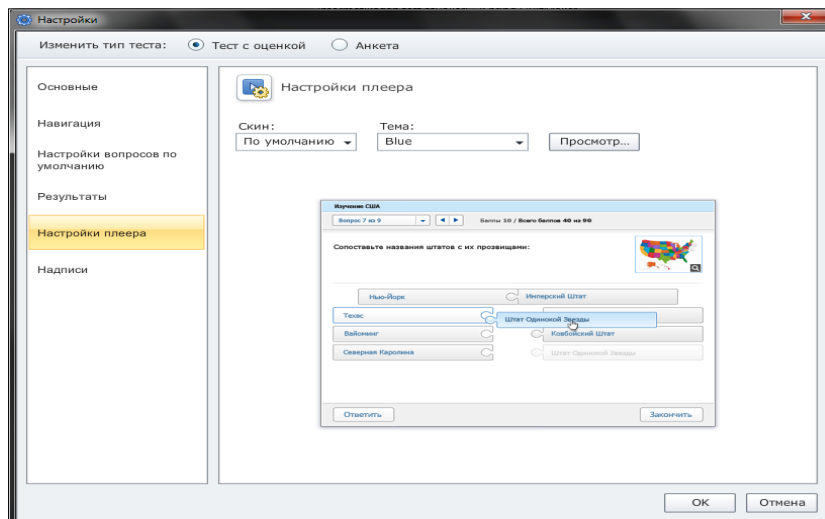 Настройки
Изменить тип теста: Тест с оценкой Анкета
Основные
Навигация
Настройки вопросов по
умолчанию
Результаты
Настройки плеера
Надписи
Настройки плеера
Скин: Тема:
По умолчанию Blue Просмотр...
Изучение США
Вопрос 7 из 9 Баллы 10 / Всего баллов 40 из 90
Сопоставьте названия штатов с их прозвищами:
Нью-Йорк Имперский Штат
Техас Штат Одинокой Звезды
Вайоминг Ковбойский Штат
Северная Каролина Штат Одинокой Звезды
Ответить Закончить
OK Отмена